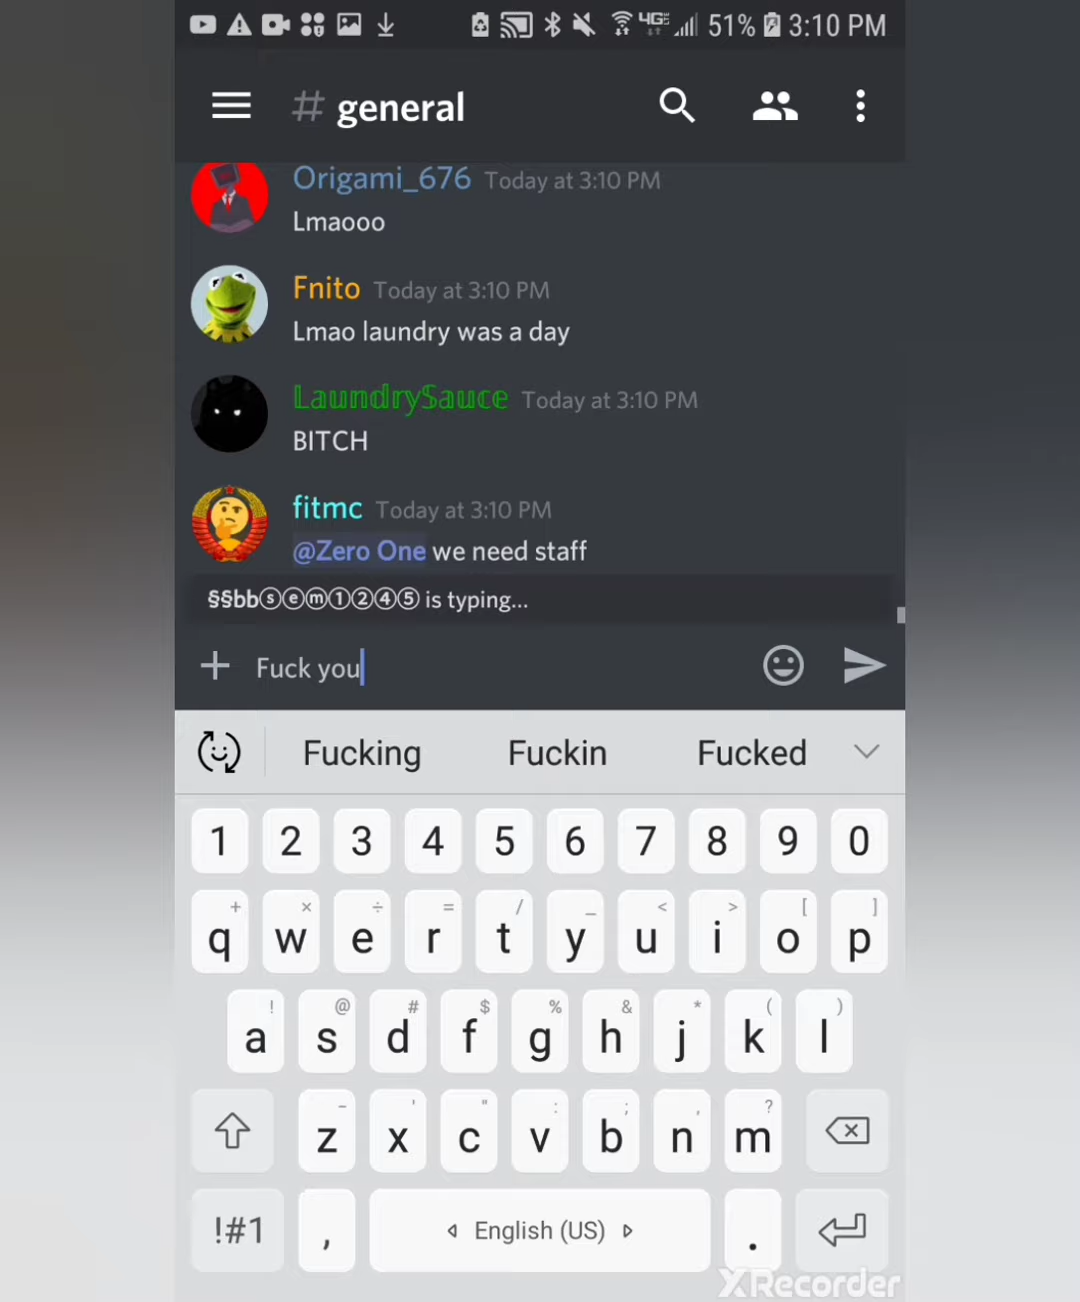 51% 3:10 PM
# general
Origami_676 Today at 3:10 PM
Lmaooo
Fnito Today at 3:10 PM
Lmao laundry was a day
𝕃𝕒𝕦𝕟𝕕𝕣𝕪𝕊𝕒𝕦𝕔𝕖 Today at 3:10 PM
BITCH
fitmc Today at 3:10 PM
@Zero One we need staff
§§bbⓢⓔⓜ①②④⑤ is typing...
Fuck you
Fucking Fuckin Fucked
1 2 3 4 5 6 7 8 9 0
+ × ÷ = / _ < > [ ]
q w e r t y u i o p
! @ # $ % & * ( )
a s d f g h j k l
- ' " : ; , ?
z x c v b n m
!#1 , English (US) .
XRecorder